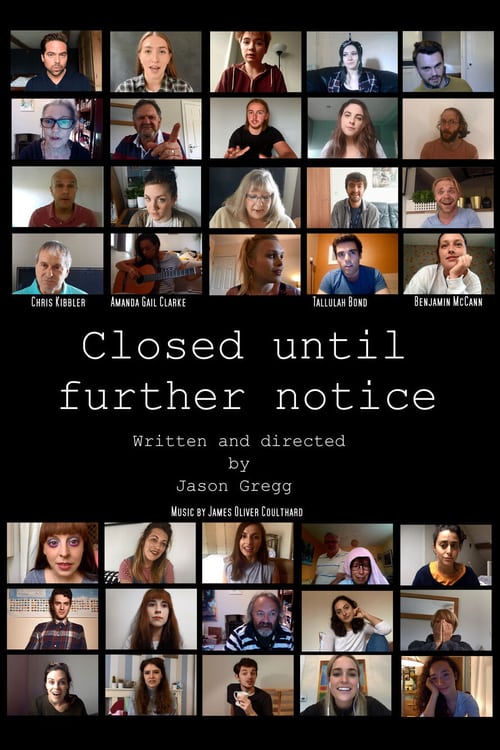 Chris Kibbler Amanda Gail Clarke Tallulah Bond Benjamin McCann
Closed until
further notice
Written and directed
by
Jason Gregg
Music by James Oliver Coulthard